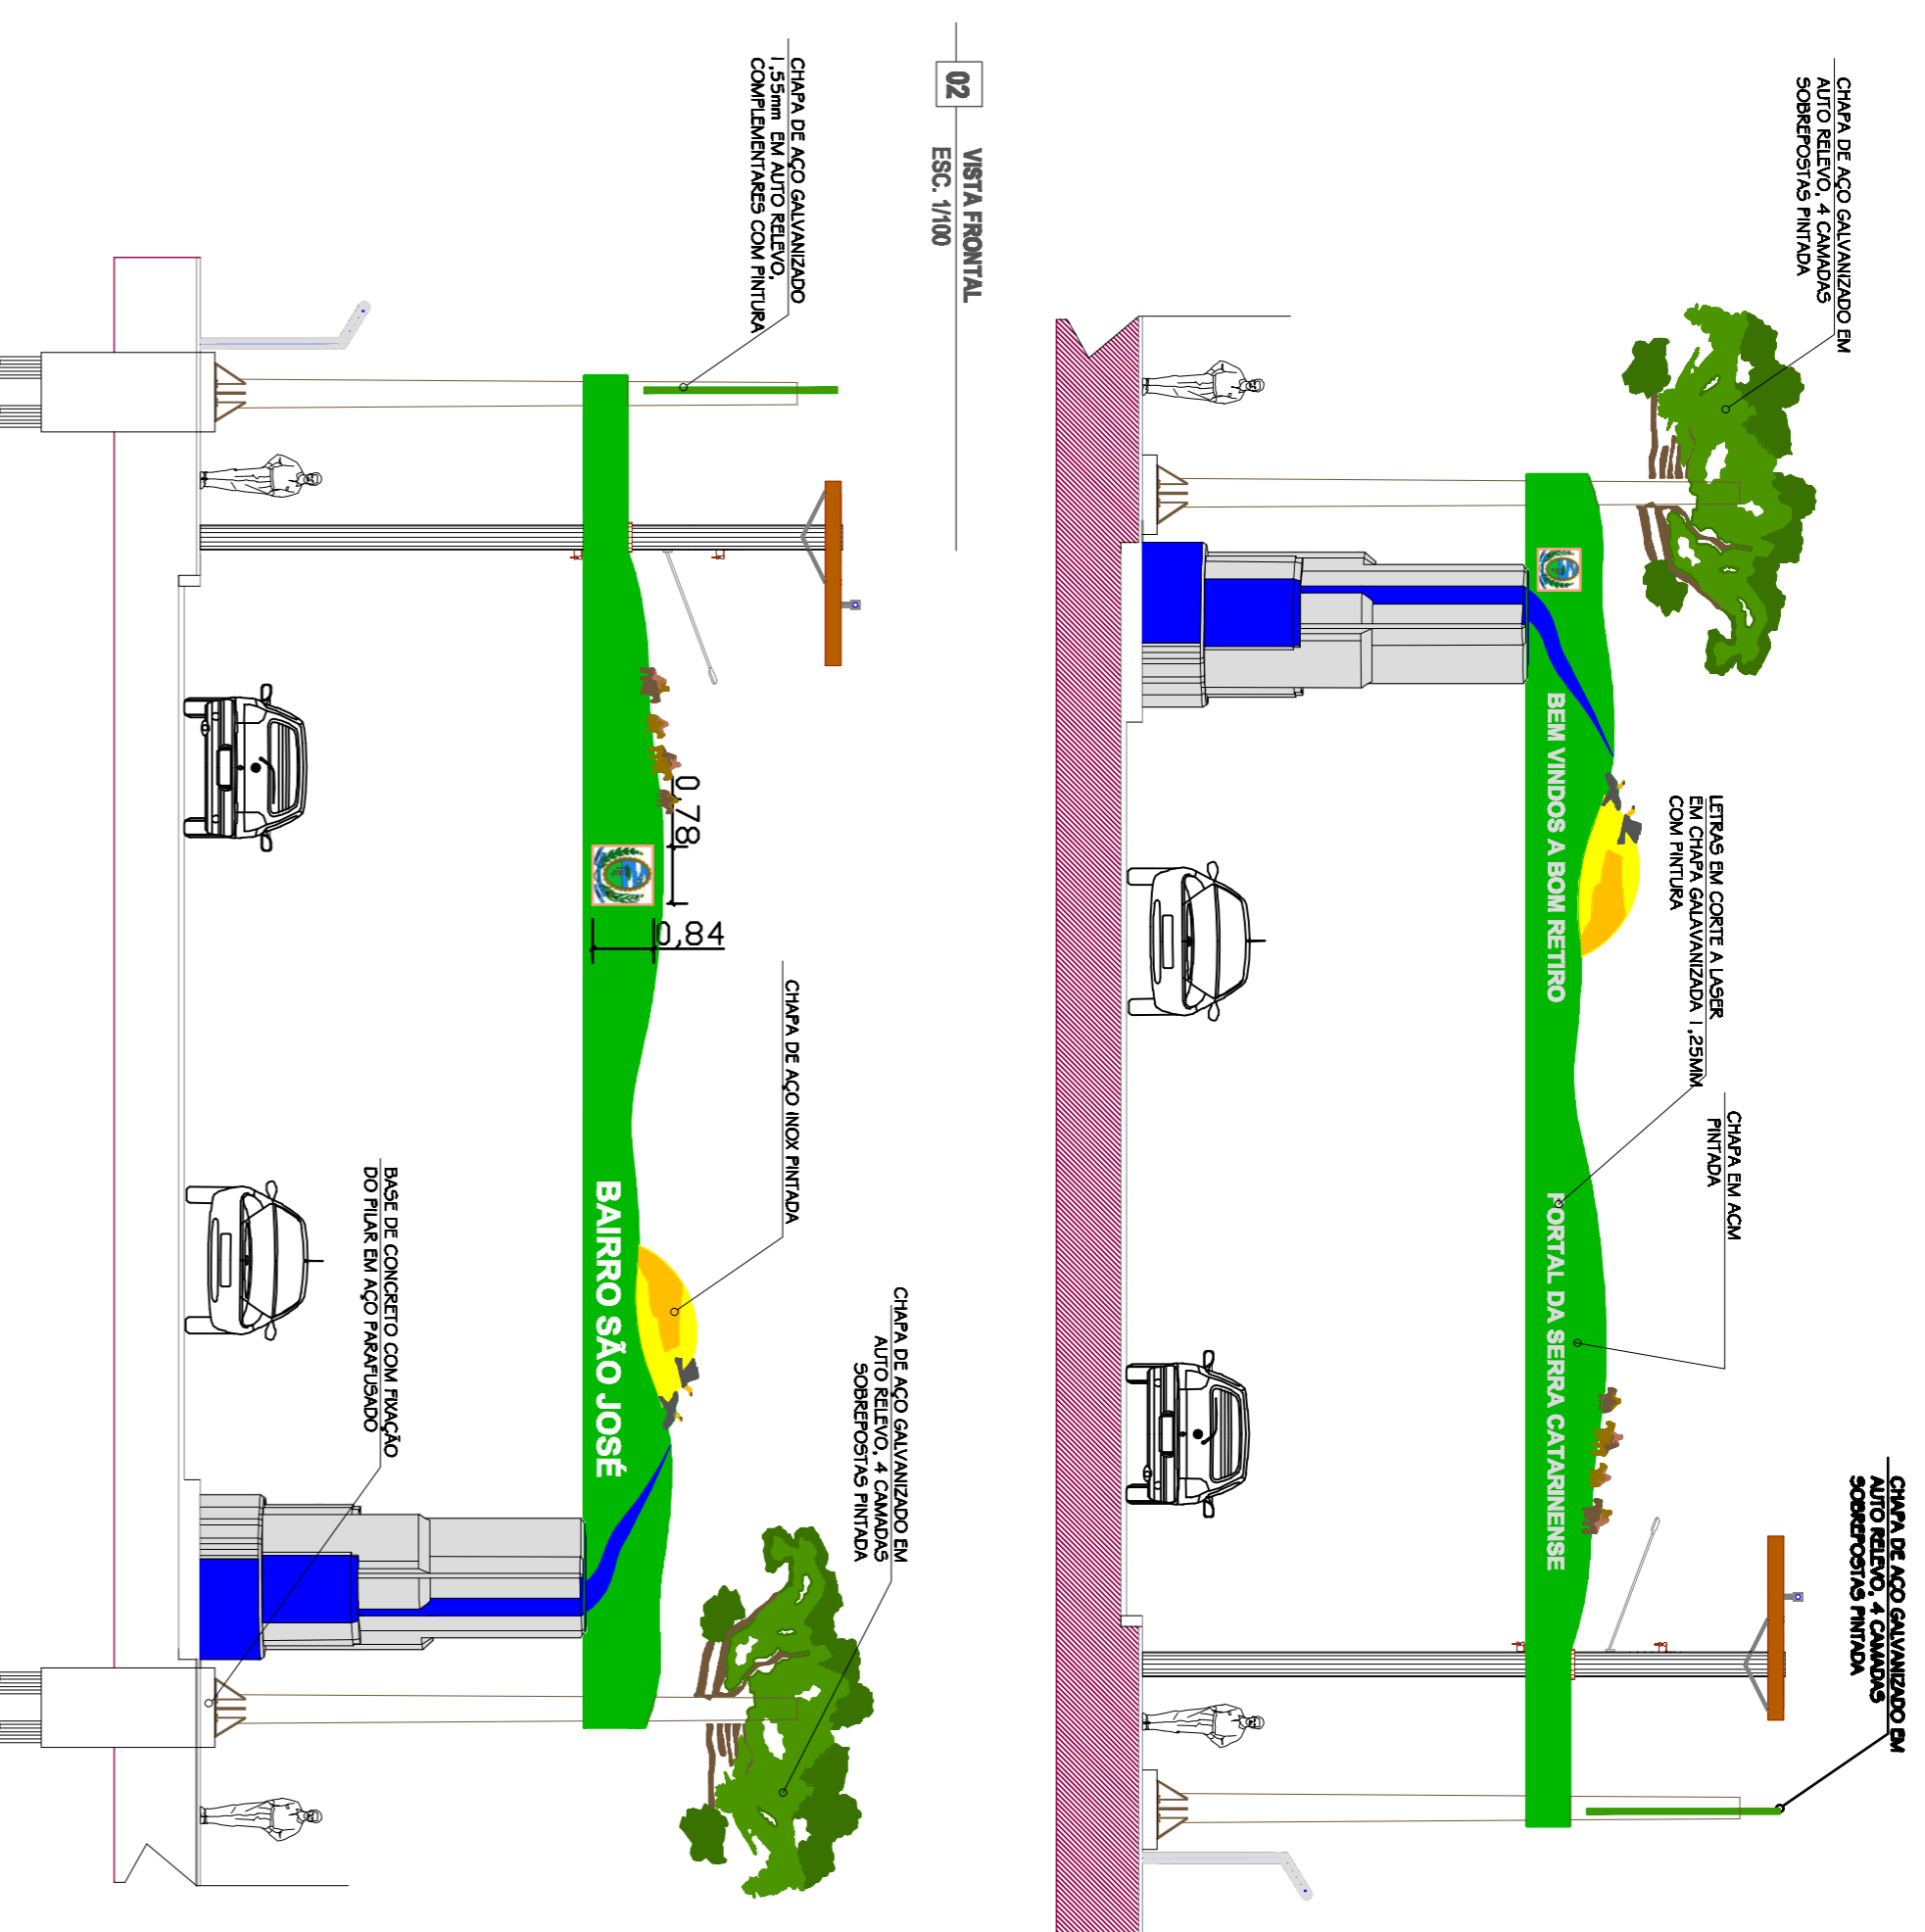 CHAPA DE AÇO GALVANIZADO EM
AUTO RELEVO, 4 CAMADAS
SOBREPOSTAS PINTADA
LETRAS EM CORTE A LASER
EM CHAPA GALAVANIZADA 1,25MM
COM PINTURA
CHAPA EM ACM
PINTADA
CHAPA DE AÇO GALVANIZADO EM
AUTO RELEVO, 4 CAMADAS
SOBREPOSTAS PINTADA
BEM VINDOS A BOM RETIRO
PORTAL DA SERRA CATARINENSE
02
VISTA FRONTAL
ESC. 1/100
CHAPA DE AÇO GALVANIZADO
1,55mm EM AUTO RELEVO,
COMPLEMENTARES COM PINTURA
CHAPA DE AÇO INOX PINTADA
CHAPA DE AÇO GALVANIZADO EM
AUTO RELEVO, 4 CAMADAS
SOBREPOSTAS PINTADA
0,78
0,84
BAIRRO SÃO JOSÉ
BASE DE CONCRETO COM FIXAÇÃO
DO PILAR EM AÇO PARAFUSADO